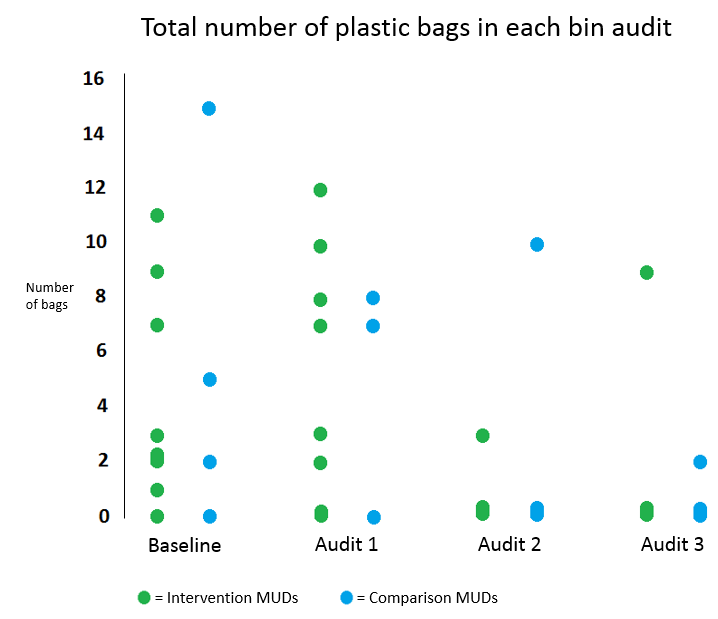 Total number of plastic bags in each bin audit
16
14
12
10
Number
of bags
8
6
4
2
0
Baseline Audit 1 Audit 2 Audit 3
= Intervention MUDs = Comparison MUDs